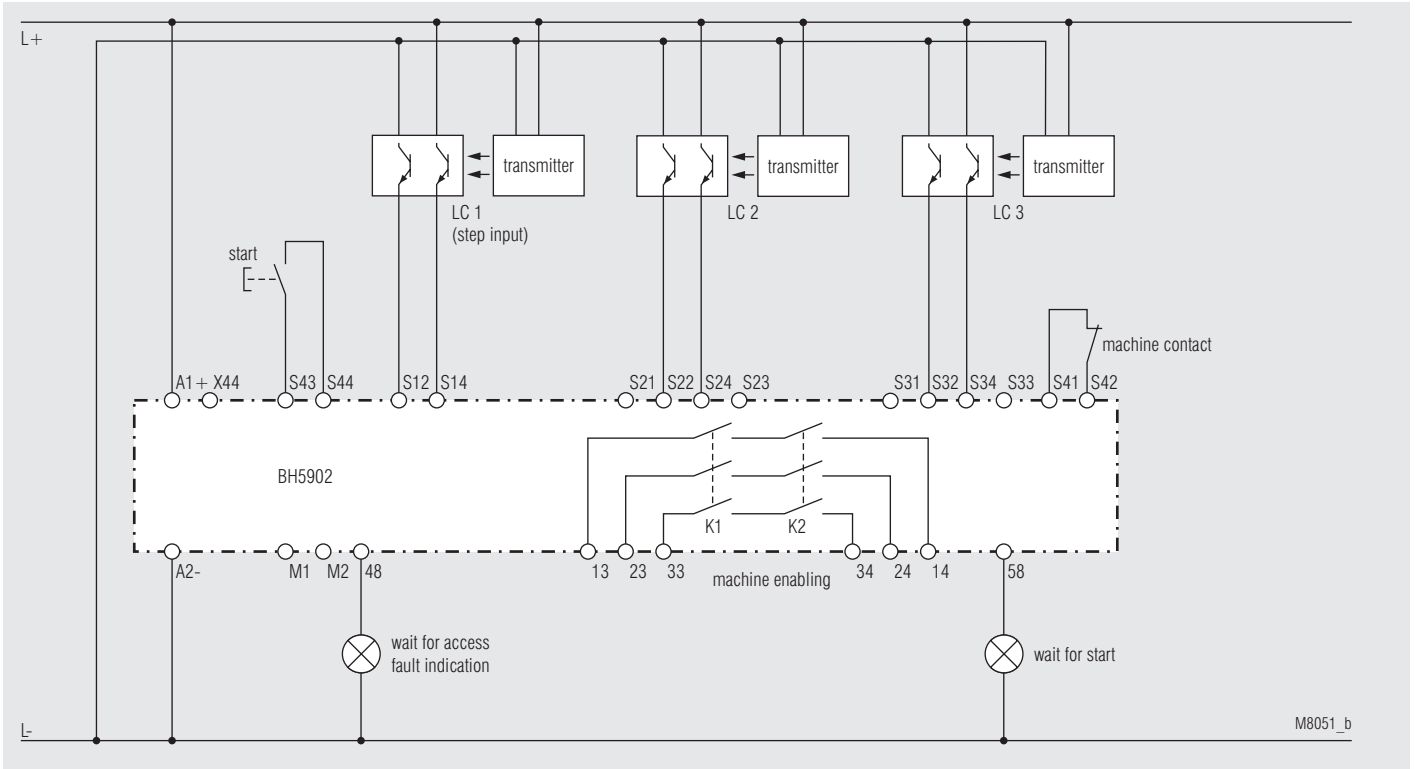 L+
transmitter
transmitter
transmitter
LC 1
(step input)
LC 2
LC 3
start
machine contact
A1+ X44 S43 S44 S12 S14 S21 S22 S24 S23 S31 S32 S34 S33 S41 S42
BH5902
K1 K2
A2- M1 M2 48 13 23 33 machine enabling 34 24 14 58
wait for access
fault indication
wait for start
L-
M8051_b